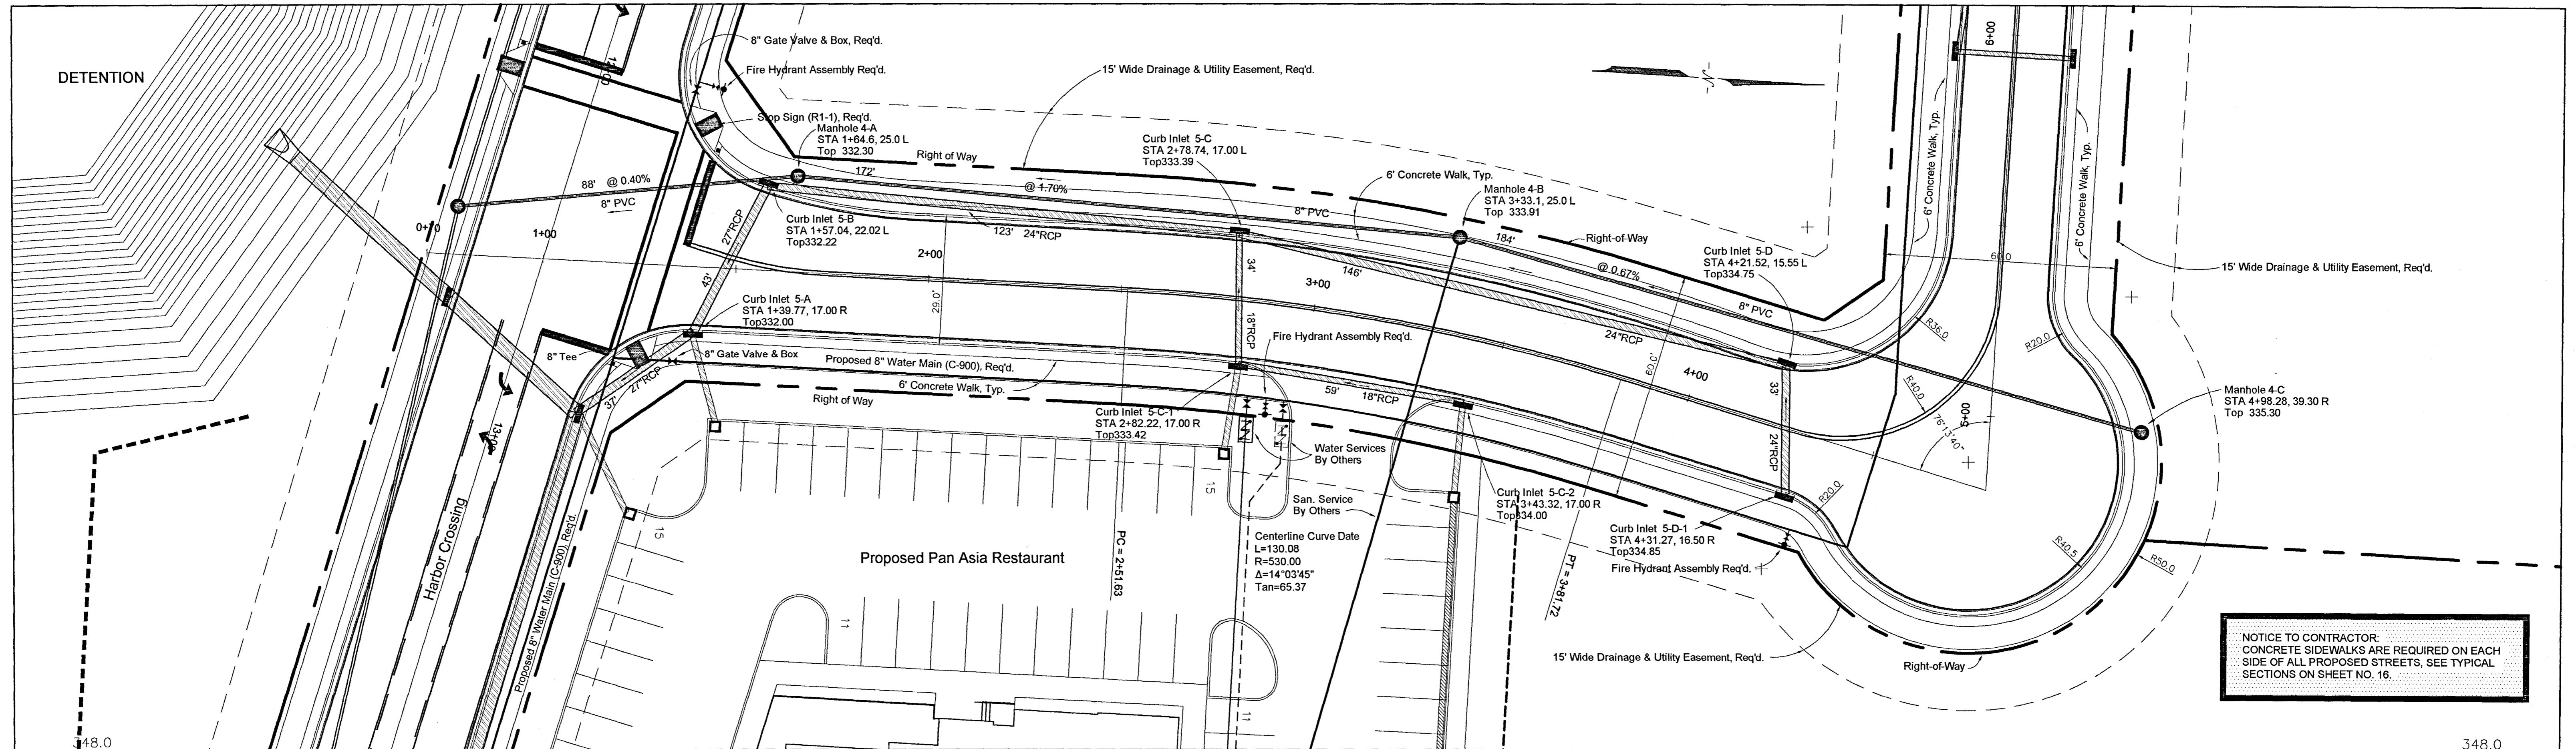 DETENTION
8" Gate Valve & Box, Req'd.
Fire Hydrant Assembly Req'd.
Stop Sign (R1-1), Req'd.
Manhole 4-A
STA 1+64.6, 25.0 L
Top 332.30
15' Wide Drainage & Utility Easement, Req'd.
Right of Way
Curb Inlet 5-C
STA 2+78.74, 17.00 L
Top333.39
172'
@ 1.70%
8" PVC
6' Concrete Walk, Typ.
Manhole 4-B
STA 3+33.1, 25.0 L
Top 333.91
184'
Right-of-Way
@ 0.67%
8" PVC
Curb Inlet 5-D
STA 4+21.52, 15.55 L
Top334.75
6' Concrete Walk, Typ.
6+00
60.0
6' Concrete Walk, Typ.
15' Wide Drainage & Utility Easement, Req'd.
88' @ 0.40%
8" PVC
1+00
27"RCP
43'
Curb Inlet 5-B
STA 1+57.04, 22.02 L
Top332.22
123'
24"RCP
2+00
29.0'
34'
18"RCP
146'
3+00
24"RCP
60.0'
4+00
33'
24"RCP
R36.0
R20.0
R40.0
76°13'40"
5+00
Manhole 4-C
STA 4+98.28, 39.30 R
Top 335.30
Curb Inlet 5-A
STA 1+39.77, 17.00 R
Top332.00
8" Tee
8" Gate Valve & Box
27"RCP
37'
Proposed 8" Water Main (C-900), Req'd.
6' Concrete Walk, Typ.
Right of Way
Fire Hydrant Assembly Req'd.
59'
18"RCP
Curb Inlet 5-C-1
STA 2+82.22, 17.00 R
Top333.42
Water Services
By Others
San. Service
By Others
Curb Inlet 5-C-2
STA 3+43.32, 17.00 R
Top334.00
Curb Inlet 5-D-1
STA 4+31.27, 16.50 R
Top334.85
Fire Hydrant Assembly Req'd.
R20.0
R40.5
R50.0
13+00
Harbor Crossing
Proposed 8" Water Main (C-900), Req'd.
15
15
Proposed Pan Asia Restaurant
PC = 2+51.63
Centerline Curve Date
L=130.08
R=530.00
Δ=14°03'45"
Tan=65.37
PT = 3+81.72
11
11
15' Wide Drainage & Utility Easement, Req'd.
Right-of-Way
NOTICE TO CONTRACTOR:
CONCRETE SIDEWALKS ARE REQUIRED ON EACH
SIDE OF ALL PROPOSED STREETS, SEE TYPICAL
SECTIONS ON SHEET NO. 16.
348.0
348.0